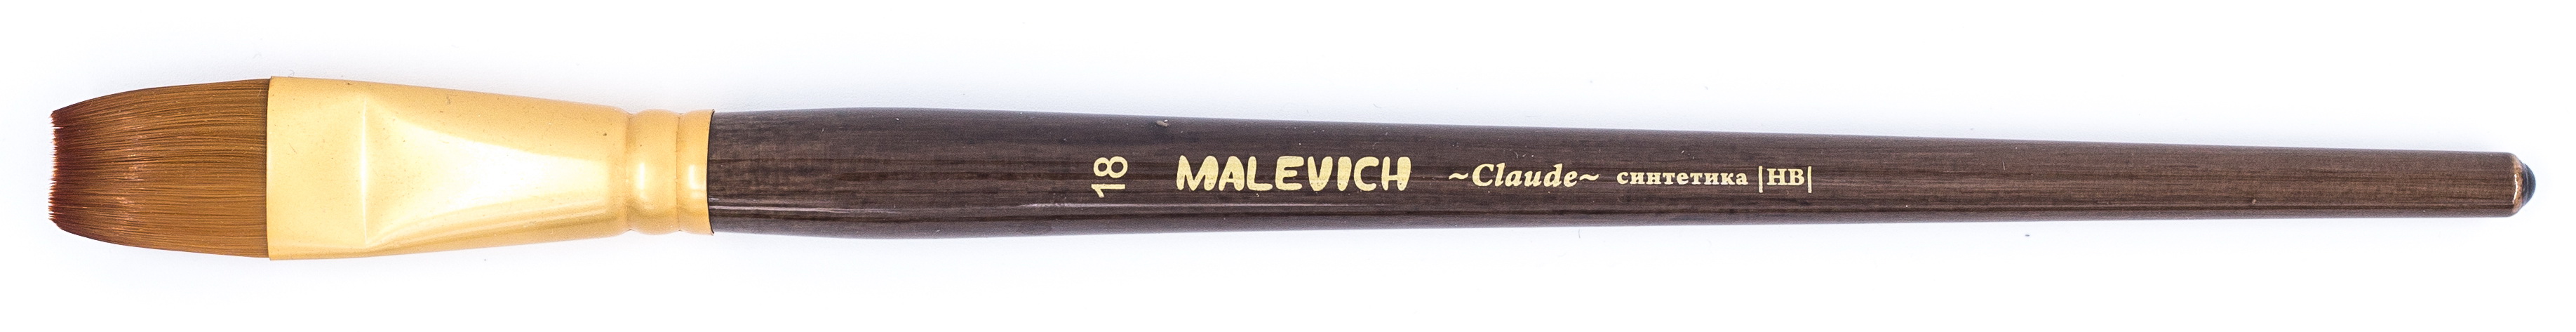 18 MALEVICH ~Claude~ синтетика |HB|